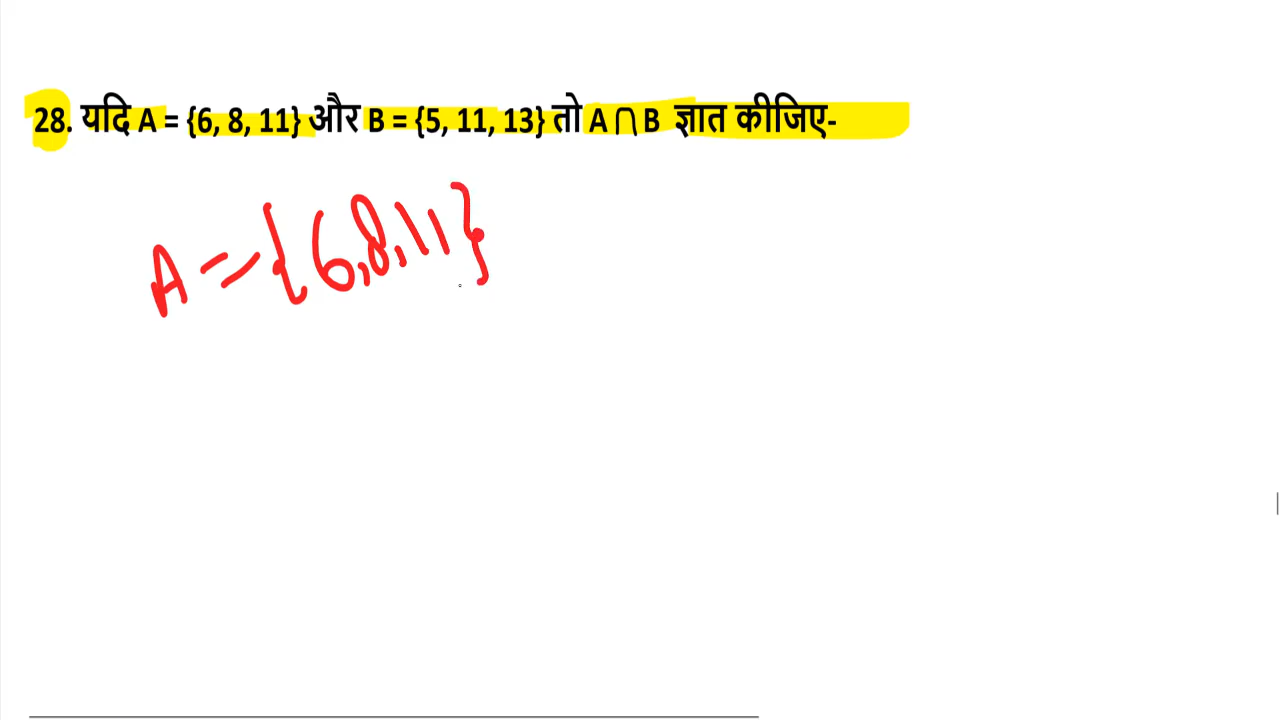 28. यदि A = {6, 8, 11} और B = {5, 11, 13} तो A ∩ B ज्ञात कीजिए-
A = {6,8,11}